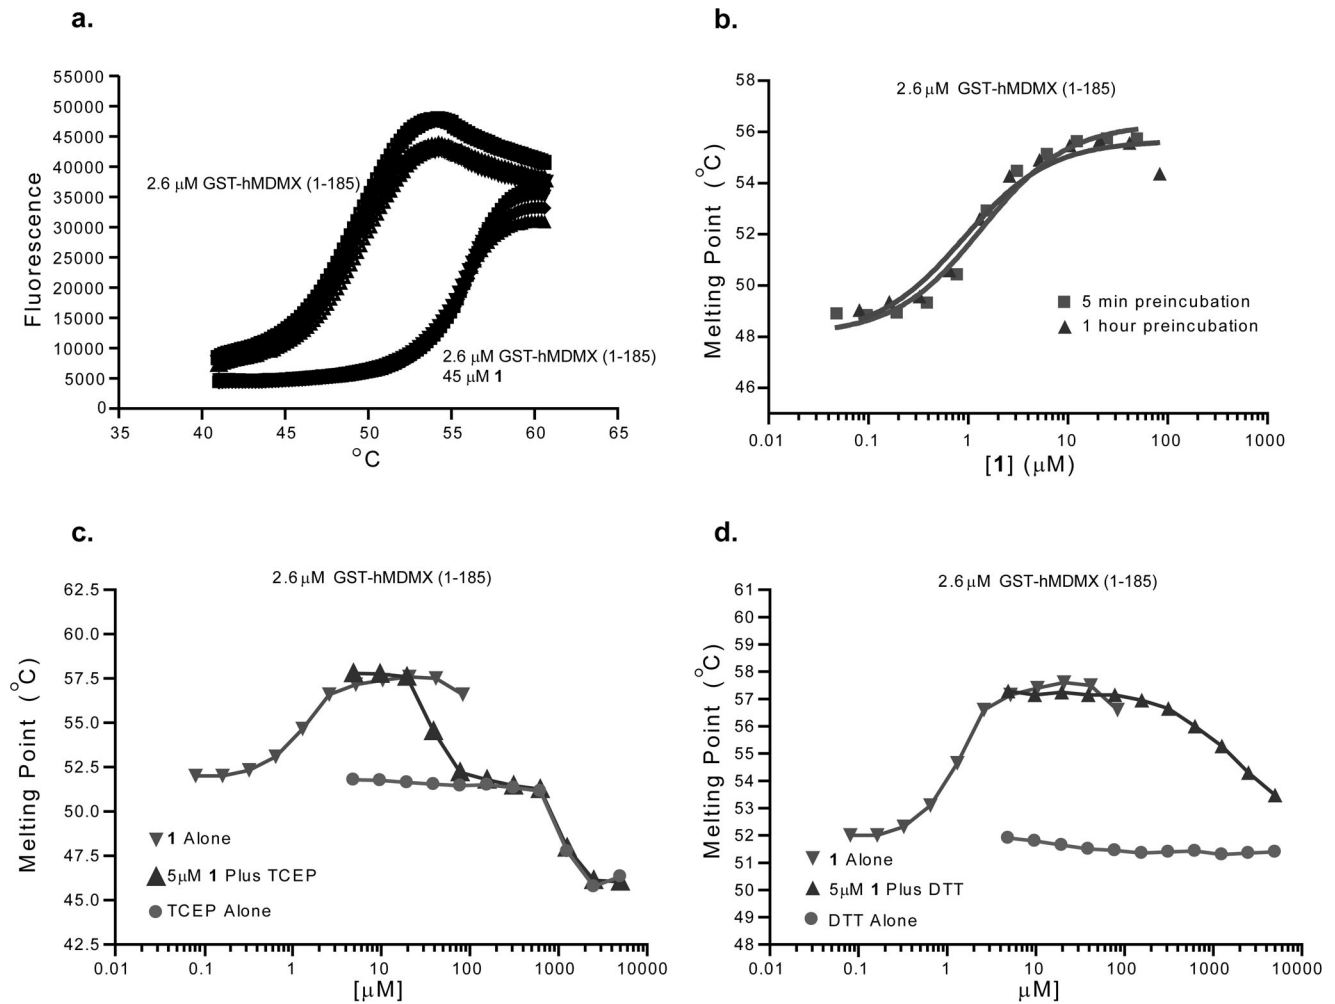 a.
55000
50000
45000
40000
35000
30000
25000
20000
15000
10000
5000
0
Fluorescence
2.6 μM GST-hMDMX (1-185)
2.6 μM GST-hMDMX (1-185)
45 μM 1
35
40
45
50
55
60
65
°C
b.
2.6 μM GST-hMDMX (1-185)
58
56
54
52
50
48
46
Melting Point (°C)
5 min preincubation
1 hour preincubation
0.01
0.1
1
10
100
1000
[1] (μM)
c.
2.6 μM GST-hMDMX (1-185)
62.5
60.0
57.5
55.0
52.5
50.0
47.5
45.0
42.5
Melting Point (°C)
1 Alone
5μM 1 Plus TCEP
TCEP Alone
0.01
0.1
1
10
100
1000
10000
[μM]
d.
2.6 μM GST-hMDMX (1-185)
61
60
59
58
57
56
55
54
53
52
51
50
49
48
Melting Point (°C)
1 Alone
5μM 1 Plus DTT
DTT Alone
0.01
0.1
1
10
100
1000
10000
μM]